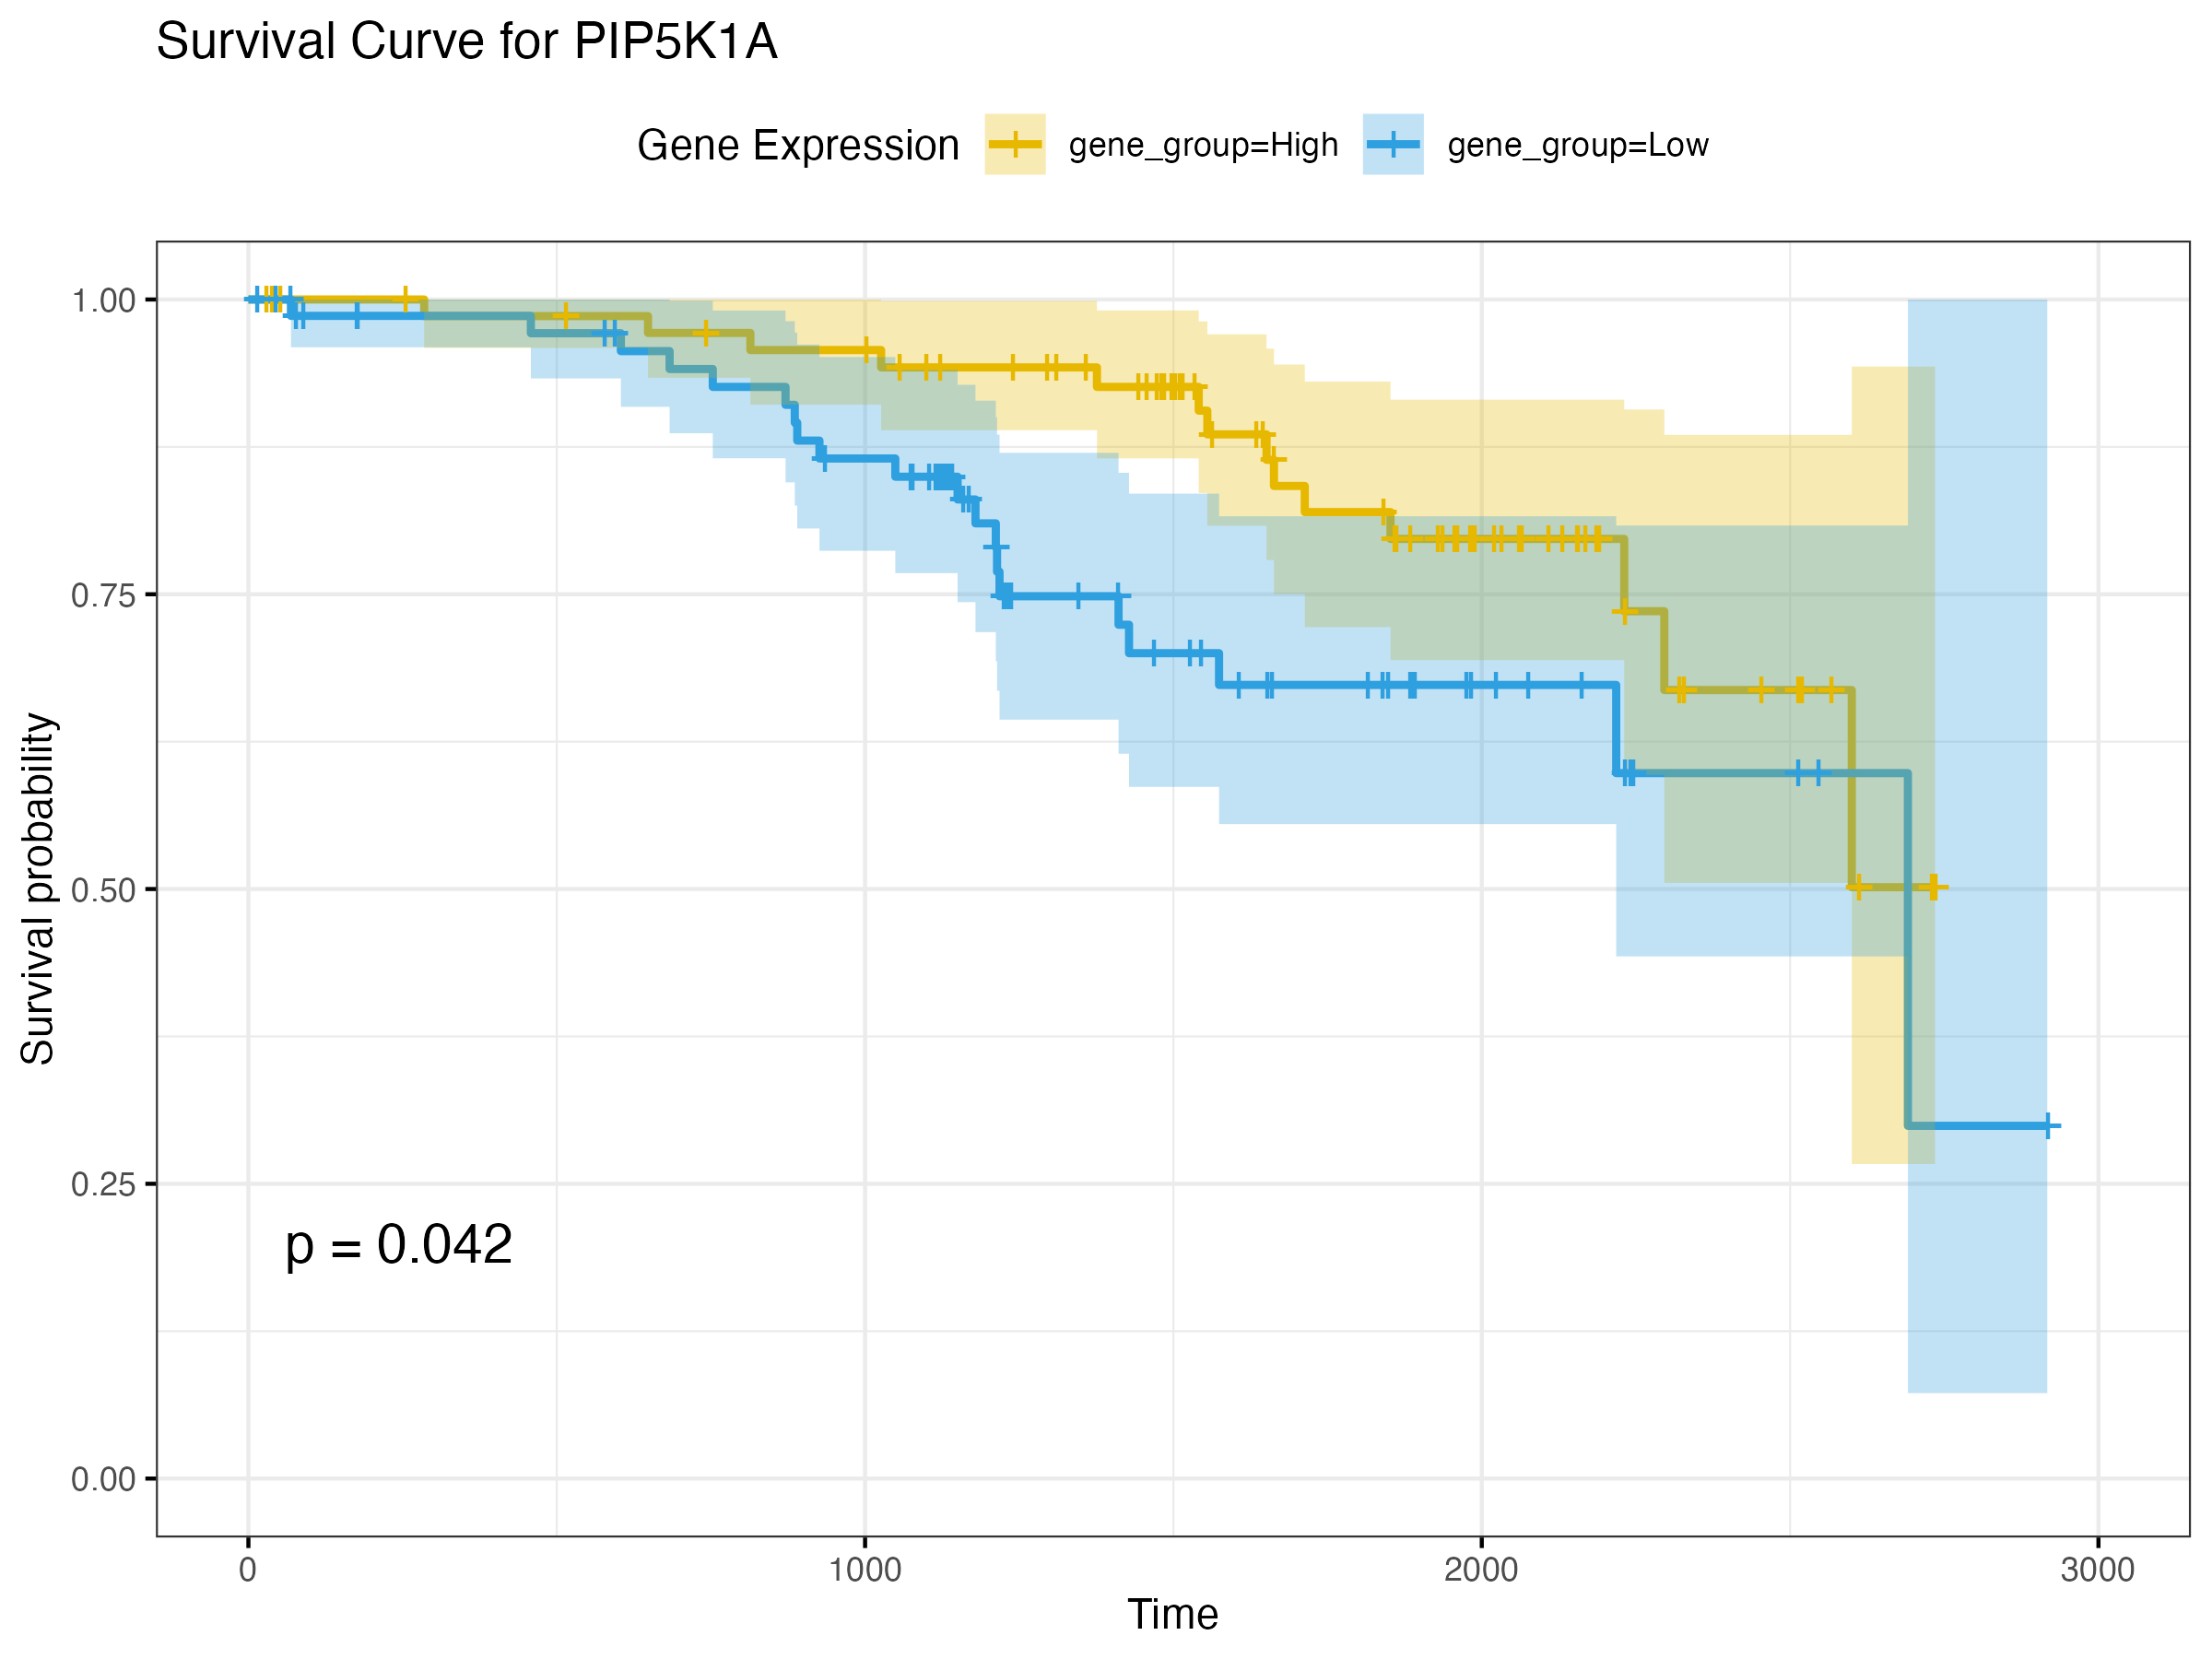 Survival Curve for PIP5K1A
Gene Expression gene_group=High gene_group=Low
Survival probability
1.00
0.75
0.50
0.25
0.00
p = 0.042
0 1000 2000 3000
Time